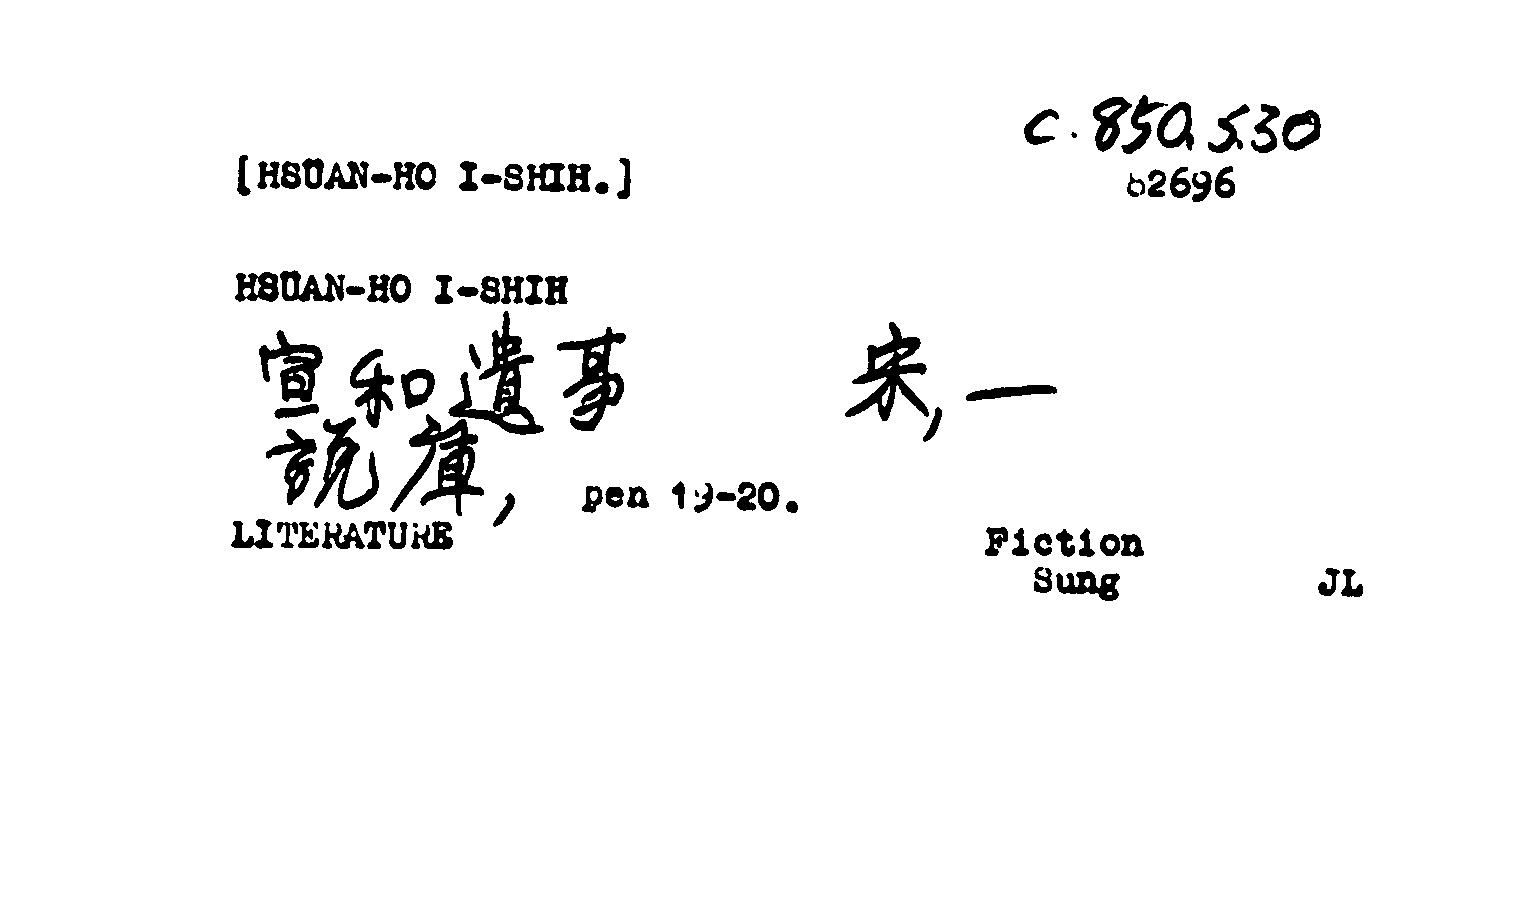 c.850.530
[HSÜAN-HO I-SHIH.] 62696
HSÜAN-HO I-SHIH
宣和遺事 宋, 一
說庫, pen 19-20.
LITERATURE Fiction
Sung JL